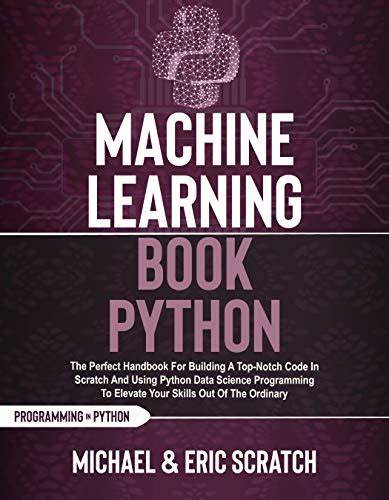 MACHINE
LEARNING
BOOK
PYTHON
The Perfect Handbook For Building A Top-Notch Code In
Scratch And Using Python Data Science Programming
To Elevate Your Skills Out Of The Ordinary
PROGRAMMING IN PYTHON
MICHAEL & ERIC SCRATCH